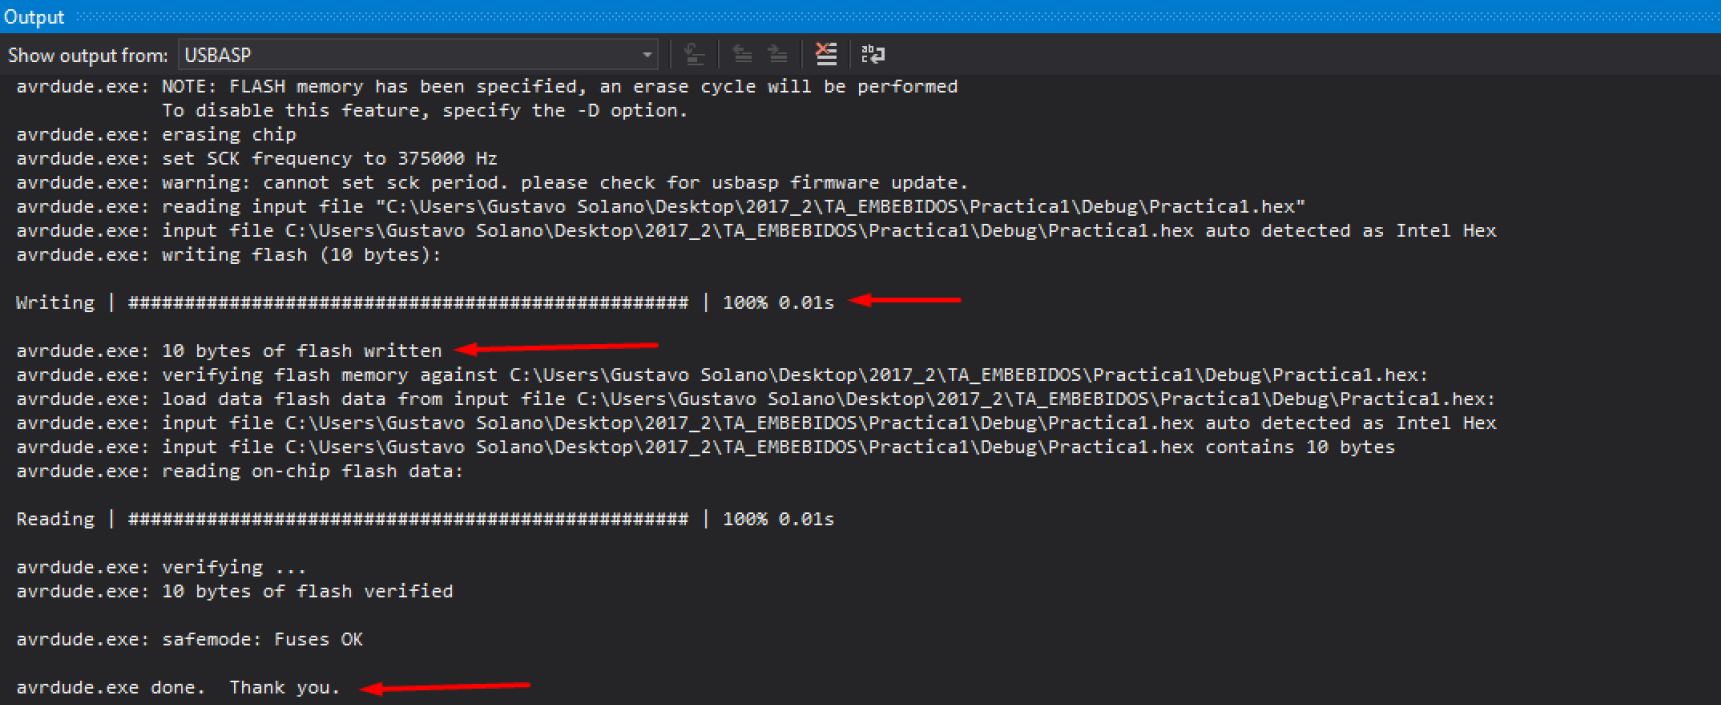 Output
Show output from: USBASP
avrdude.exe: NOTE: FLASH memory has been specified, an erase cycle will be performed
To disable this feature, specify the -D option.
avrdude.exe: erasing chip
avrdude.exe: set SCK frequency to 375000 Hz
avrdude.exe: warning: cannot set sck period. please check for usbasp firmware update.
avrdude.exe: reading input file "C:\Users\Gustavo Solano\Desktop\2017_2\TA_EMBEBIDOS\Practica1\Debug\Practica1.hex"
avrdude.exe: input file C:\Users\Gustavo Solano\Desktop\2017_2\TA_EMBEBIDOS\Practica1\Debug\Practica1.hex auto detected as Intel Hex
avrdude.exe: writing flash (10 bytes):
Writing | ################################################## | 100% 0.01s
avrdude.exe: 10 bytes of flash written
avrdude.exe: verifying flash memory against C:\Users\Gustavo Solano\Desktop\2017_2\TA_EMBEBIDOS\Practica1\Debug\Practica1.hex:
avrdude.exe: load data flash data from input file C:\Users\Gustavo Solano\Desktop\2017_2\TA_EMBEBIDOS\Practica1\Debug\Practica1.hex:
avrdude.exe: input file C:\Users\Gustavo Solano\Desktop\2017_2\TA_EMBEBIDOS\Practica1\Debug\Practica1.hex auto detected as Intel Hex
avrdude.exe: input file C:\Users\Gustavo Solano\Desktop\2017_2\TA_EMBEBIDOS\Practica1\Debug\Practica1.hex contains 10 bytes
avrdude.exe: reading on-chip flash data:
Reading | ################################################## | 100% 0.01s
avrdude.exe: verifying ...
avrdude.exe: 10 bytes of flash verified
avrdude.exe: safemode: Fuses OK
avrdude.exe done.  Thank you.